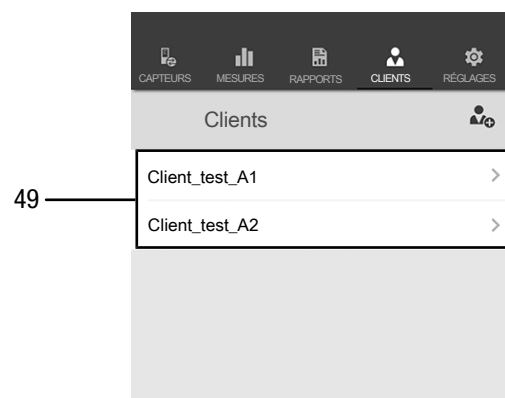 CAPTEURS MESURES RAPPORTS CLIENTS RÉGLAGES
Clients
Client_test_A1
49
Client_test_A2